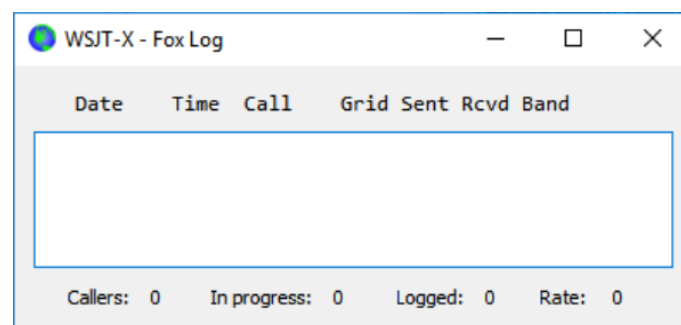 WSJT-X - Fox Log
Date Time Call Grid Sent Rcvd Band
Callers: 0 In progress: 0 Logged: 0 Rate: 0